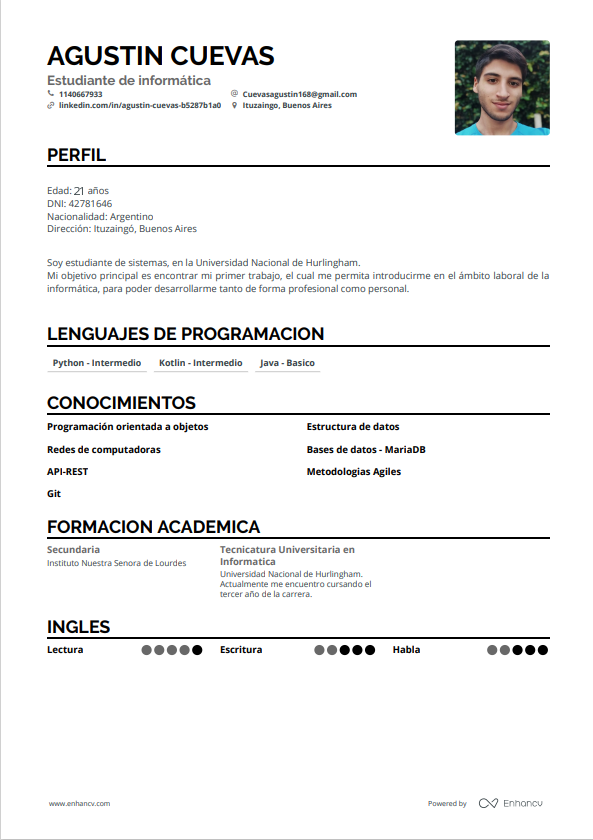 AGUSTIN CUEVAS
Estudiante de informática
1140667933
Cuevasagustin168@gmail.com
linkedin.com/in/agustin-cuevas-b5287b1a0
Ituzaingo, Buenos Aires
PERFIL
Edad: 21 años
DNI: 42781646
Nacionalidad: Argentino
Dirección: Ituzaingó, Buenos Aires
Soy estudiante de sistemas, en la Universidad Nacional de Hurlingham.
Mi objetivo principal es encontrar mi primer trabajo, el cual me permita introducirme en el ámbito laboral de la
informática, para poder desarrollarme tanto de forma profesional como personal.
LENGUAJES DE PROGRAMACION
Python - Intermedio Kotlin - Intermedio Java - Basico
CONOCIMIENTOS
Programación orientada a objetos
Estructura de datos
Redes de computadoras
Bases de datos - MariaDB
API-REST
Metodologias Agiles
Git
FORMACION ACADEMICA
Secundaria
Instituto Nuestra Senora de Lourdes
Tecnicatura Universitaria en
Informatica
Universidad Nacional de Hurlingham.
Actualmente me encuentro cursando el
tercer año de la carrera.
INGLES
Lectura
Escritura
Habla
www.enhancv.com
Powered by Enhancv